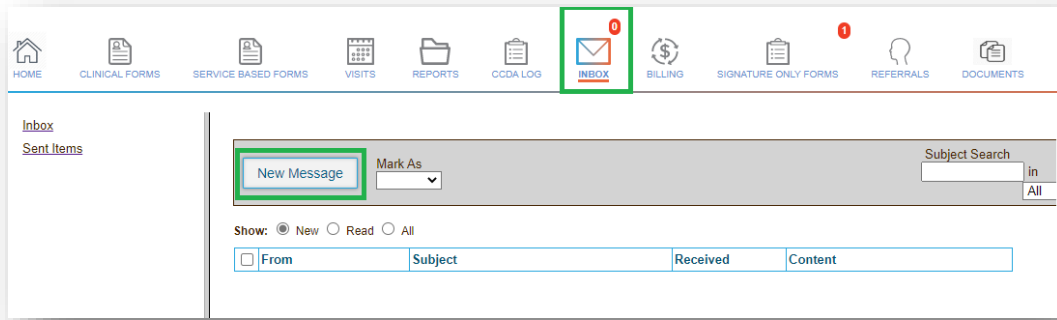 0
1
HOME
CLINICAL FORMS
SERVICE BASED FORMS
VISITS
REPORTS
CCDA LOG
INBOX
BILLING
SIGNATURE ONLY FORMS
REFERRALS
DOCUMENTS
Inbox
Sent Items
New Message
Mark As
Subject Search
in
All
Show: New Read All
From Subject Received Content